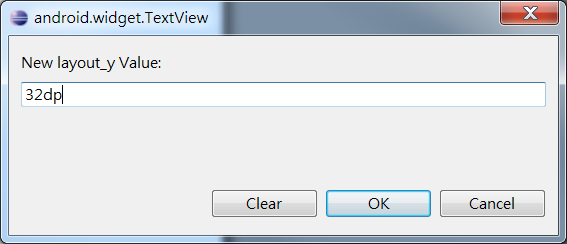 android.widget.TextView
New layout_y Value:
32dp
Clear
OK
Cancel